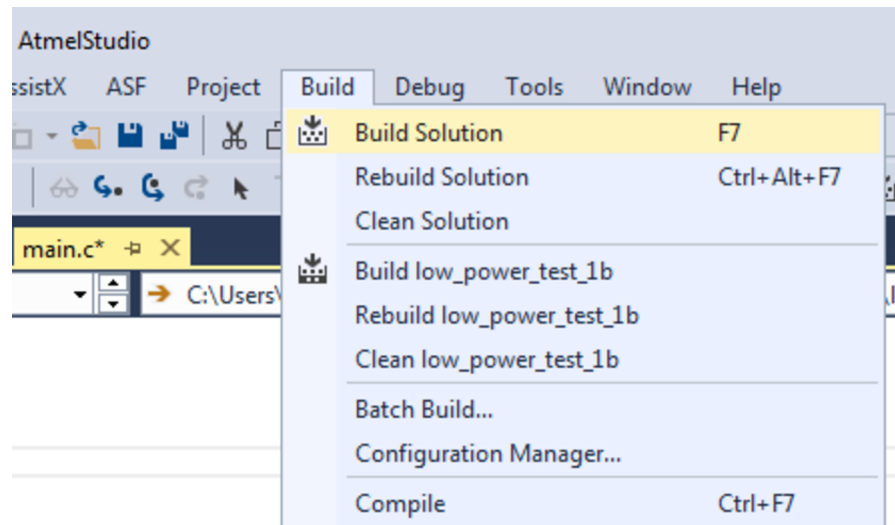 AtmelStudio
ssistX ASF Project Build Debug Tools Window Help
Build Solution F7
Rebuild Solution Ctrl+Alt+F7
Clean Solution
main.c*
Build low_power_test_1b
C:\Users\
Rebuild low_power_test_1b
Clean low_power_test_1b
Batch Build...
Configuration Manager...
Compile Ctrl+F7